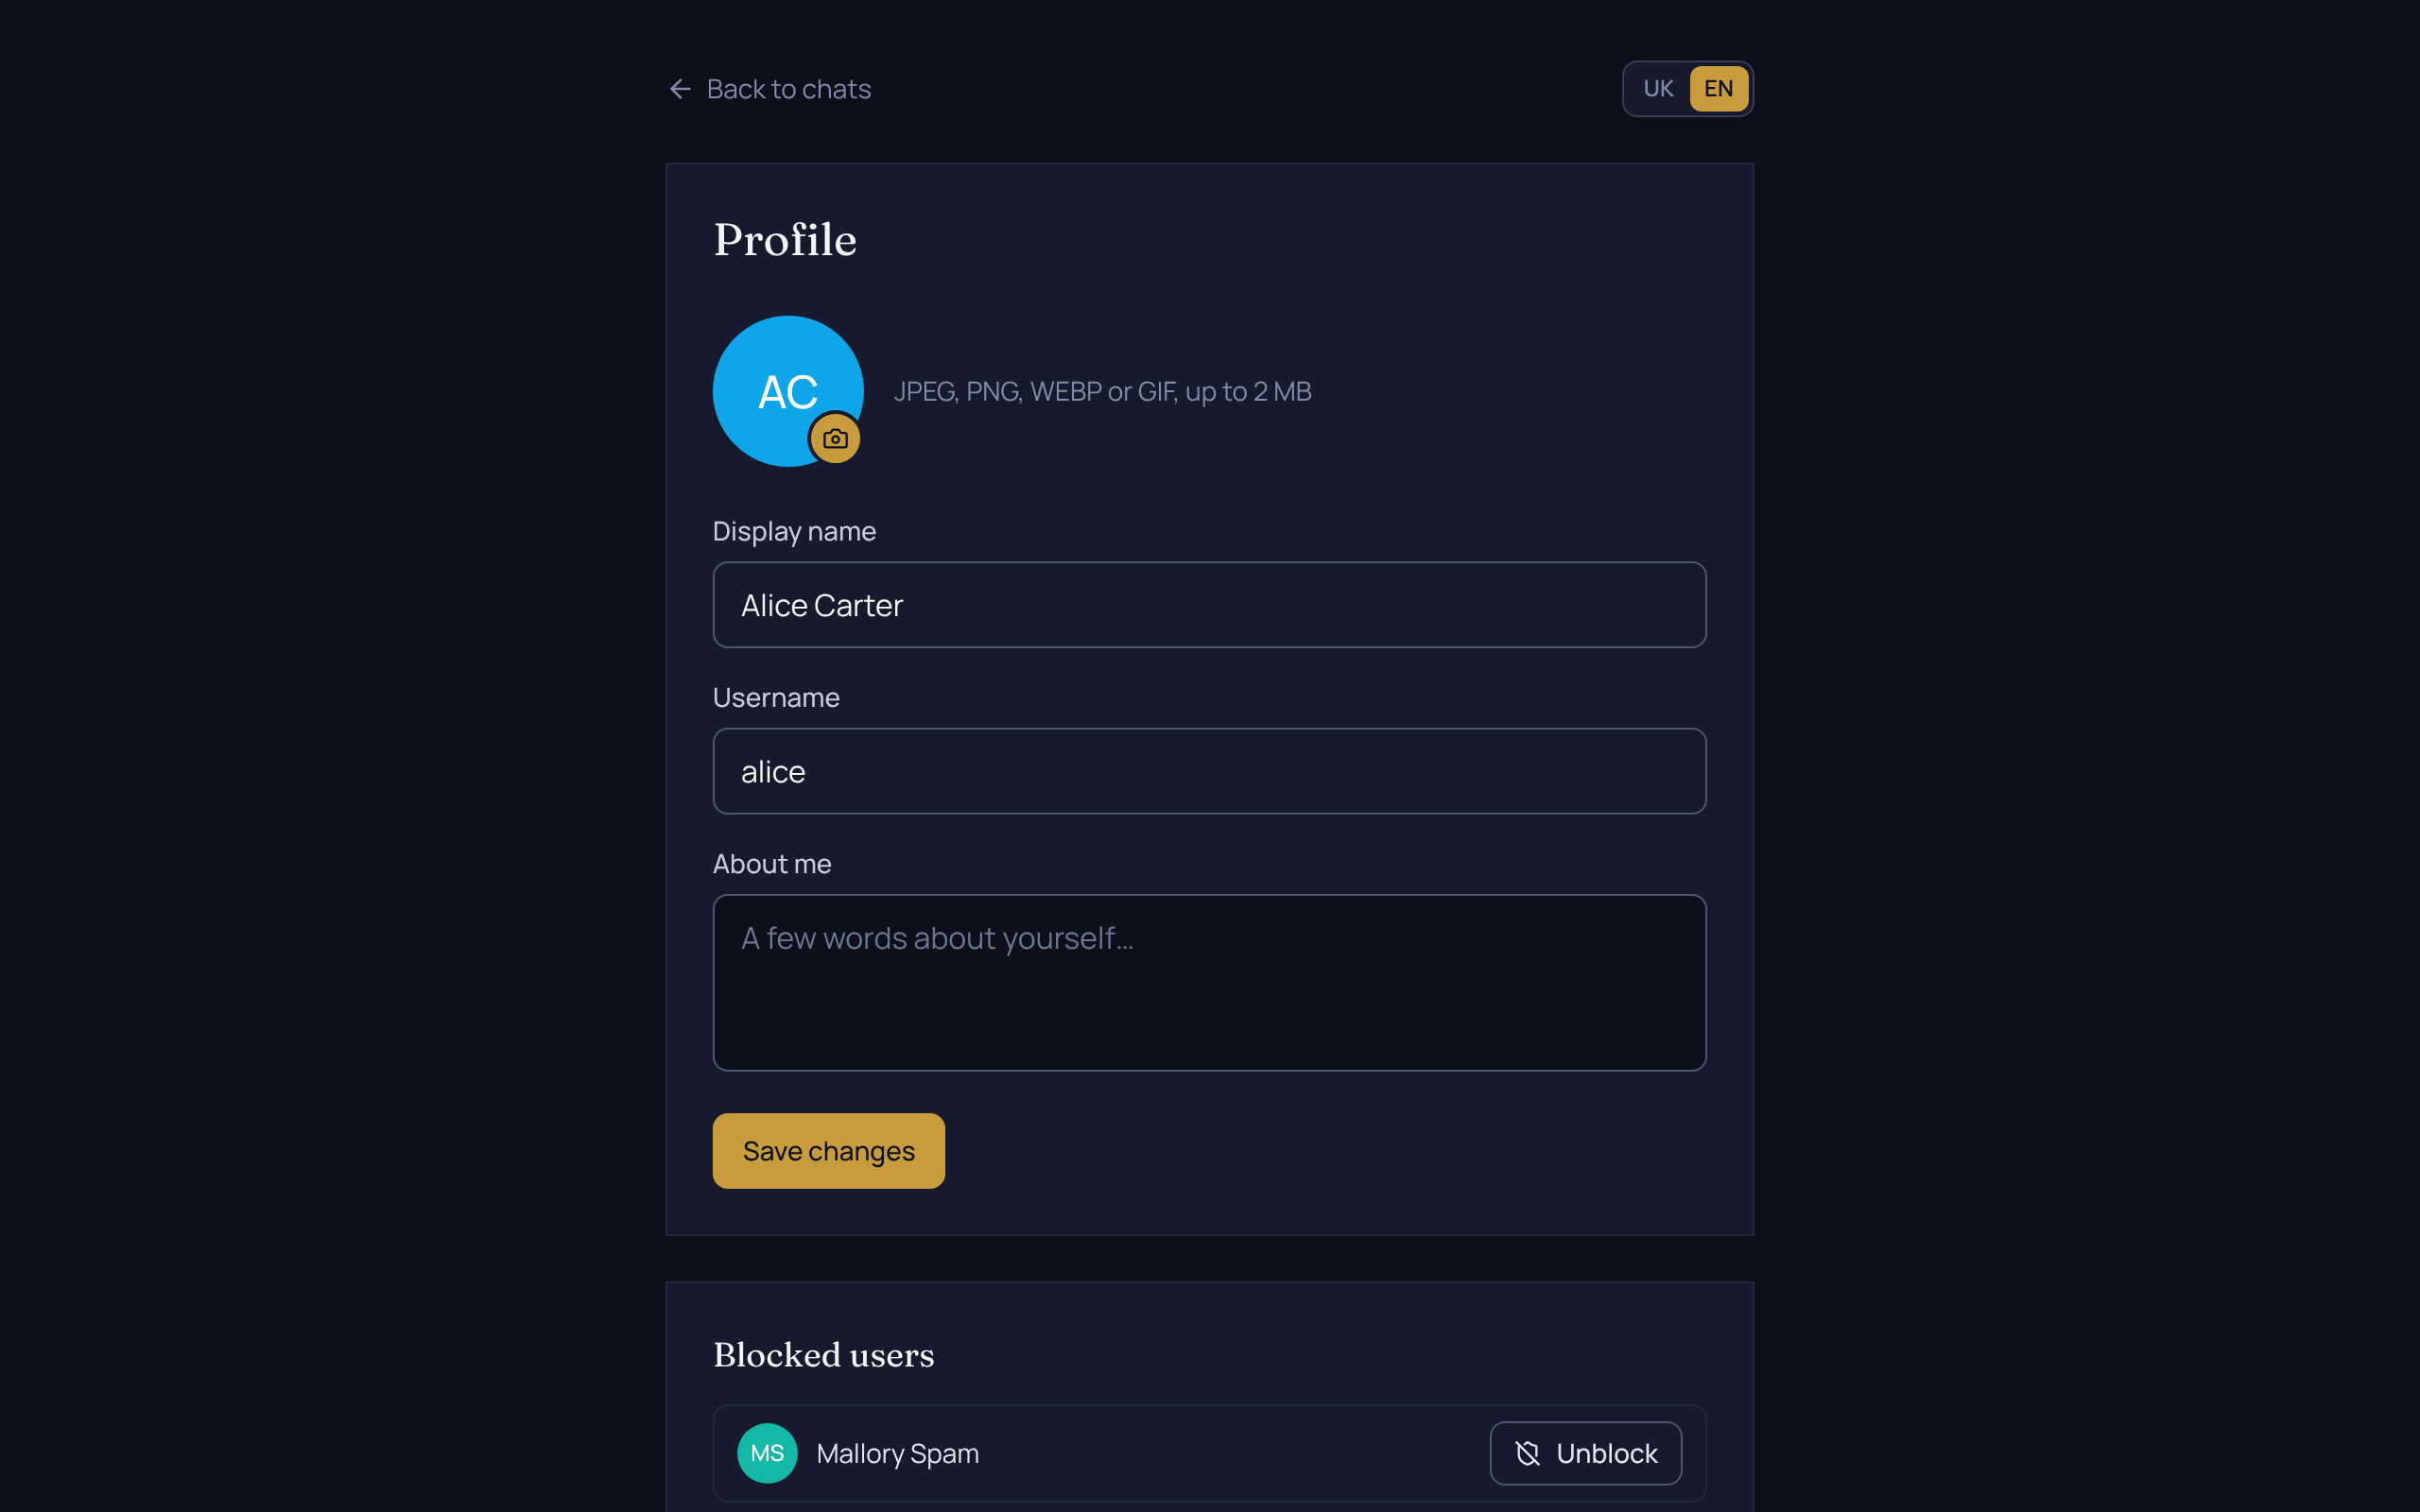 Back to chats
UK EN
Profile
AC
JPEG, PNG, WEBP or GIF, up to 2 MB
Display name
Alice Carter
Username
alice
About me
A few words about yourself...
Save changes
Blocked users
MS Mallory Spam Unblock